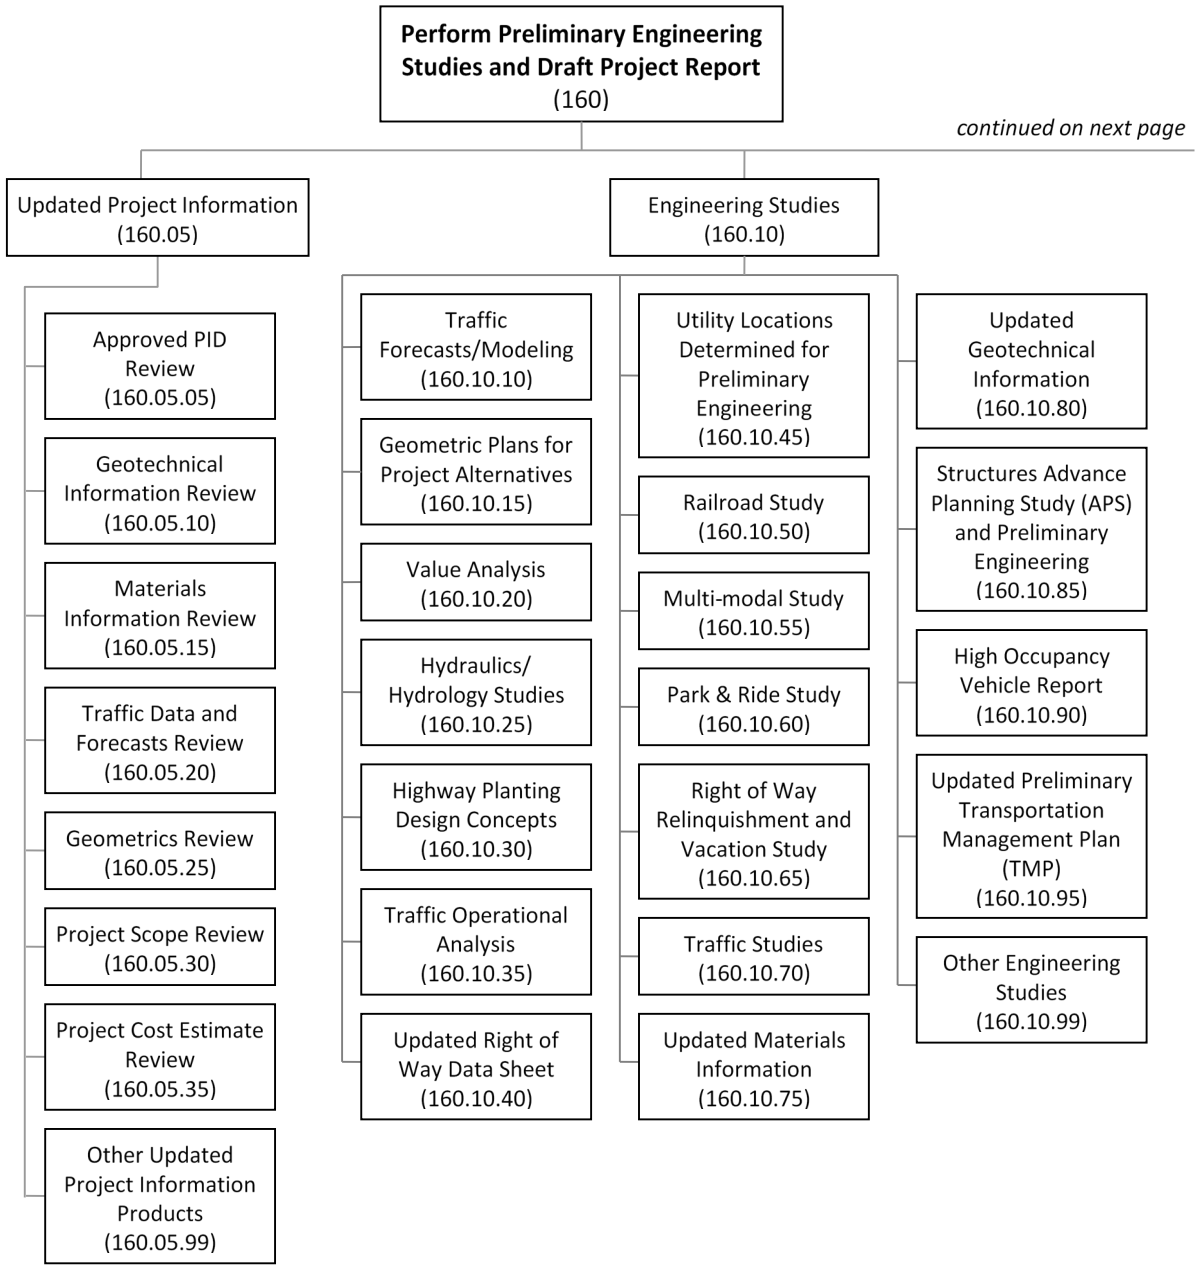 Perform Preliminary Engineering
Studies and Draft Project Report
(160)
continued on next page
Updated Project Information
(160.05)
Approved PID
Review
(160.05.05)
Geotechnical
Information Review
(160.05.10)
Materials
Information Review
(160.05.15)
Traffic Data and
Forecasts Review
(160.05.20)
Geometrics Review
(160.05.25)
Project Scope Review
(160.05.30)
Project Cost Estimate
Review
(160.05.35)
Other Updated
Project Information
Products
(160.05.99)
Engineering Studies
(160.10)
Traffic
Forecasts/Modeling
(160.10.10)
Geometric Plans for
Project Alternatives
(160.10.15)
Value Analysis
(160.10.20)
Hydraulics/
Hydrology Studies
(160.10.25)
Highway Planting
Design Concepts
(160.10.30)
Traffic Operational
Analysis
(160.10.35)
Updated Right of
Way Data Sheet
(160.10.40)
Utility Locations
Determined for
Preliminary
Engineering
(160.10.45)
Railroad Study
(160.10.50)
Multi-modal Study
(160.10.55)
Park & Ride Study
(160.10.60)
Right of Way
Relinquishment and
Vacation Study
(160.10.65)
Traffic Studies
(160.10.70)
Updated Materials
Information
(160.10.75)
Updated
Geotechnical
Information
(160.10.80)
Structures Advance
Planning Study (APS)
and Preliminary
Engineering
(160.10.85)
High Occupancy
Vehicle Report
(160.10.90)
Updated Preliminary
Transportation
Management Plan
(TMP)
(160.10.95)
Other Engineering
Studies
(160.10.99)